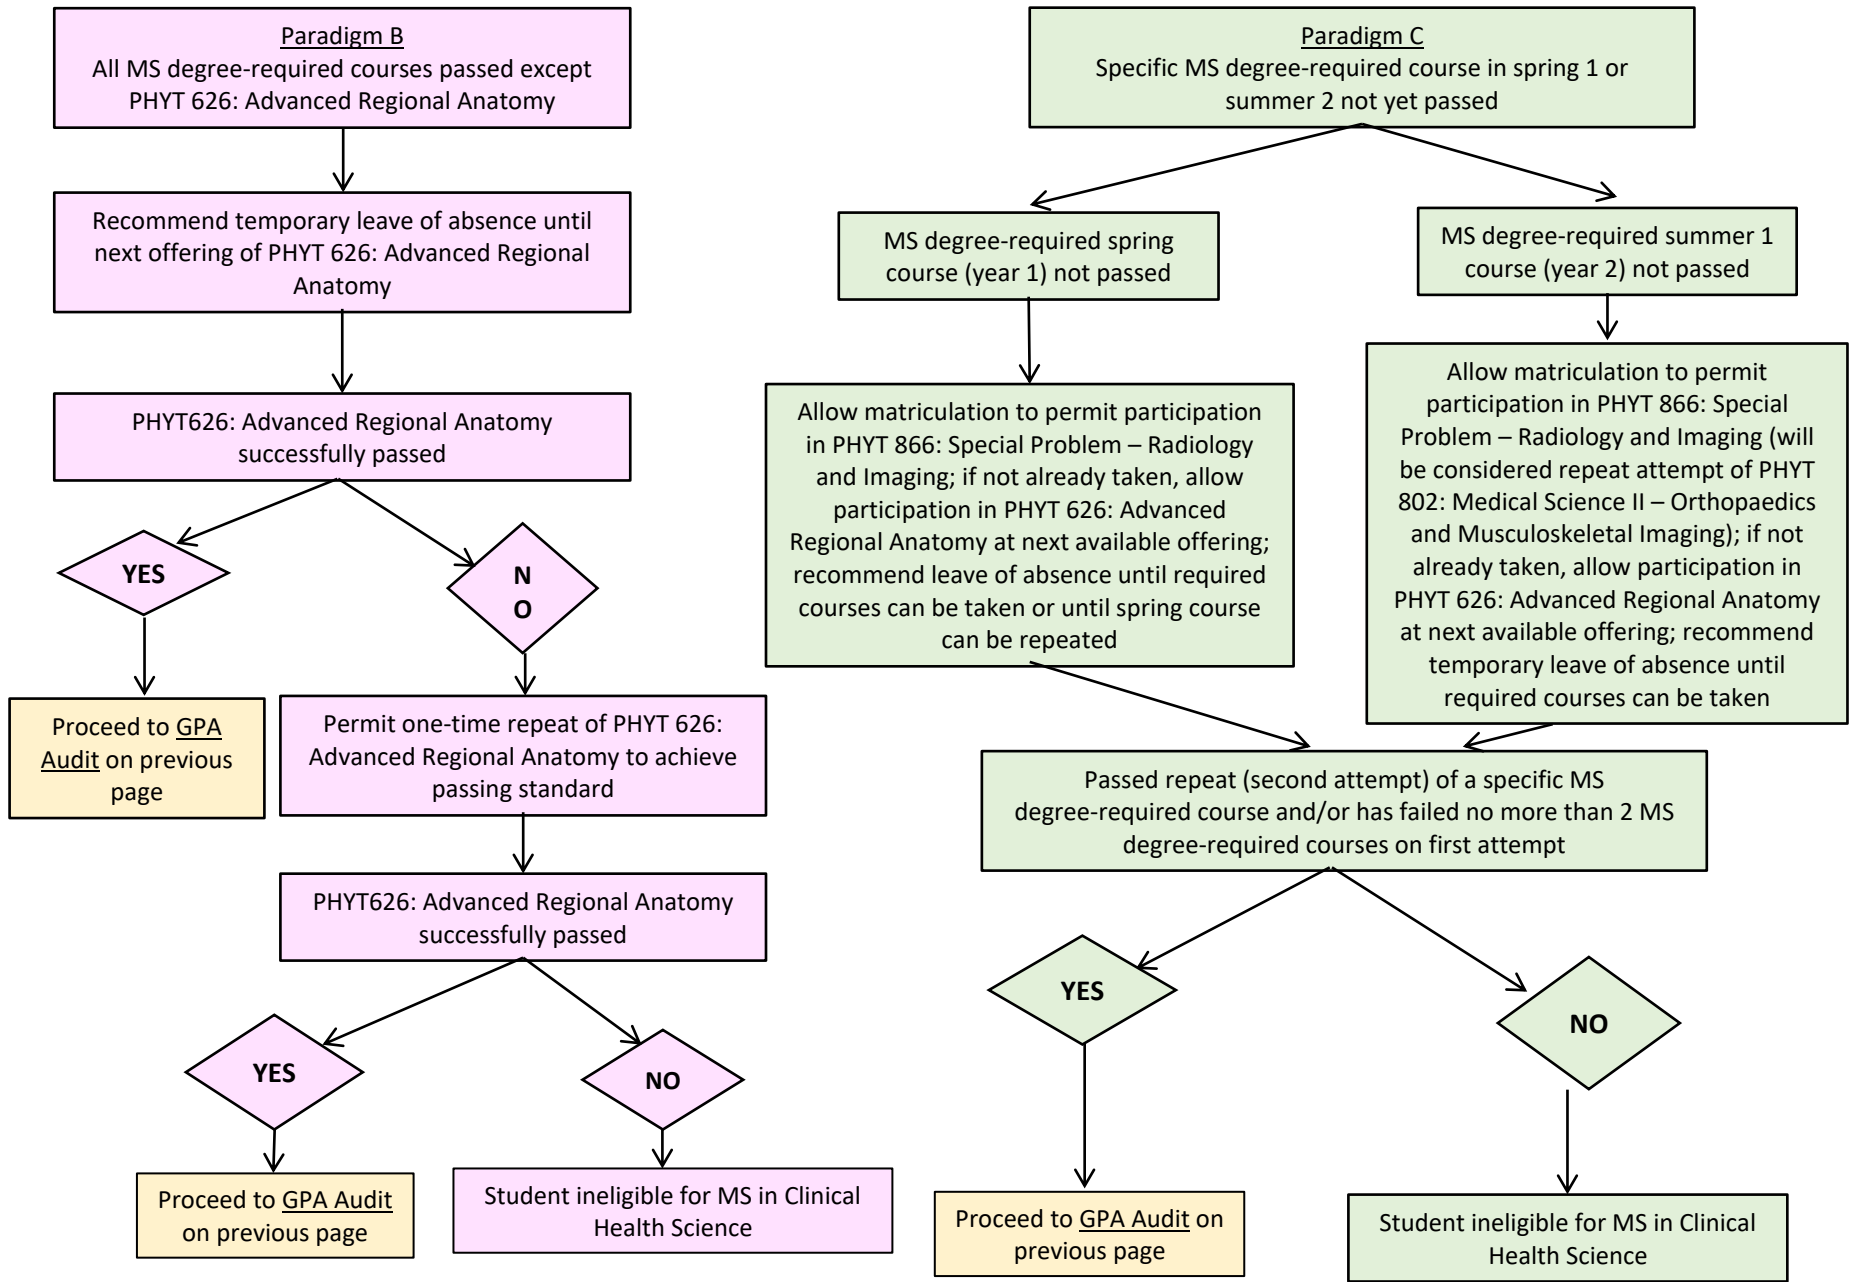 Paradigm B
All MS degree-required courses passed except
PHYT 626: Advanced Regional Anatomy
Recommend temporary leave of absence until
next offering of PHYT 626: Advanced Regional
Anatomy
PHYT626: Advanced Regional Anatomy
successfully passed
YES
N
O
Proceed to GPA
Audit on previous
page
Permit one-time repeat of PHYT 626:
Advanced Regional Anatomy to achieve
passing standard
PHYT626: Advanced Regional Anatomy
successfully passed
YES
NO
Proceed to GPA Audit
on previous page
Student ineligible for MS in Clinical
Health Science
Paradigm C
Specific MS degree-required course in spring 1 or
summer 2 not yet passed
MS degree-required spring
course (year 1) not passed
MS degree-required summer 1
course (year 2) not passed
Allow matriculation to permit participation
in PHYT 866: Special Problem – Radiology
and Imaging; if not already taken, allow
participation in PHYT 626: Advanced
Regional Anatomy at next available offering;
recommend leave of absence until required
courses can be taken or until spring course
can be repeated
Allow matriculation to permit
participation in PHYT 866: Special
Problem – Radiology and Imaging (will
be considered repeat attempt of PHYT
802: Medical Science II – Orthopaedics
and Musculoskeletal Imaging); if not
already taken, allow participation in
PHYT 626: Advanced Regional Anatomy
at next available offering; recommend
temporary leave of absence until
required courses can be taken
Passed repeat (second attempt) of a specific MS
degree-required course and/or has failed no more than 2 MS
degree-required courses on first attempt
YES
NO
Proceed to GPA Audit on
previous page
Student ineligible for MS in Clinical
Health Science